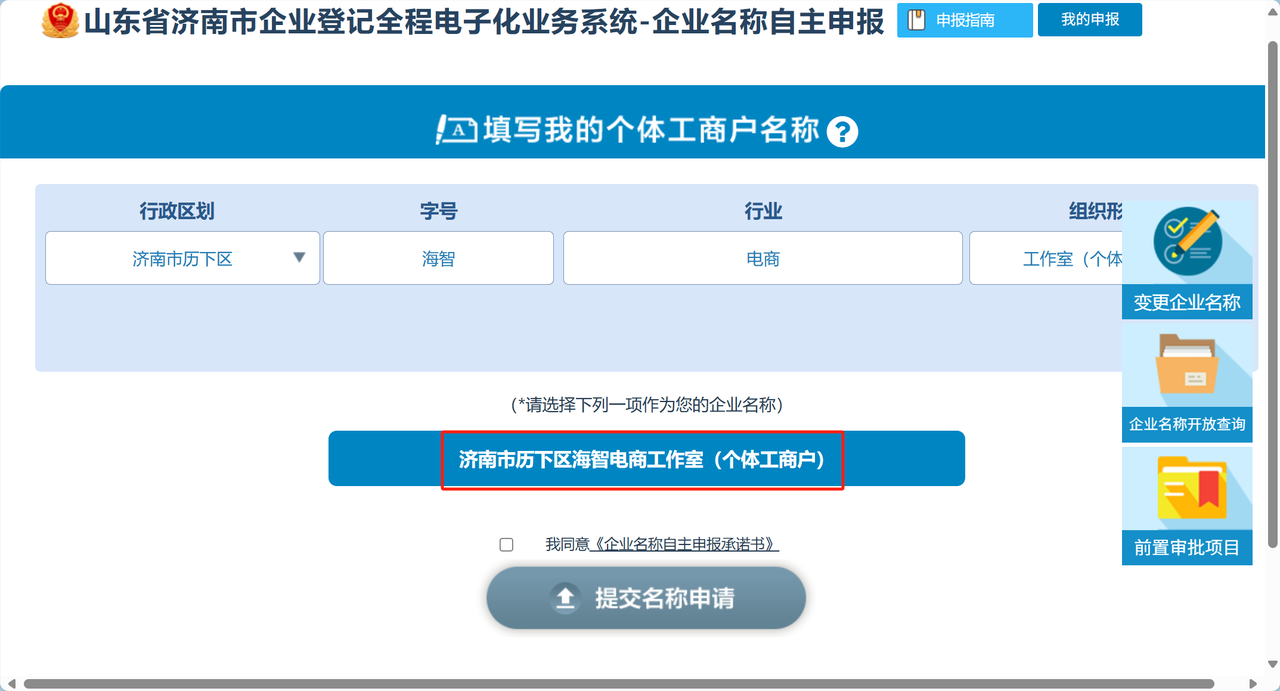 山东省济南市企业登记全程电子化业务系统-企业名称自主申报
申报指南
我的申报
填写我的个体工商户名称
?
行政区划 字号 行业 组织形
济南市历下区 海智 电商 工作室（个体
变更企业名称
企业名称开放查询
前置审批项目
（*请选择下列一项作为您的企业名称）
济南市历下区海智电商工作室（个体工商户）
我同意《企业名称自主申报承诺书》
提交名称申请